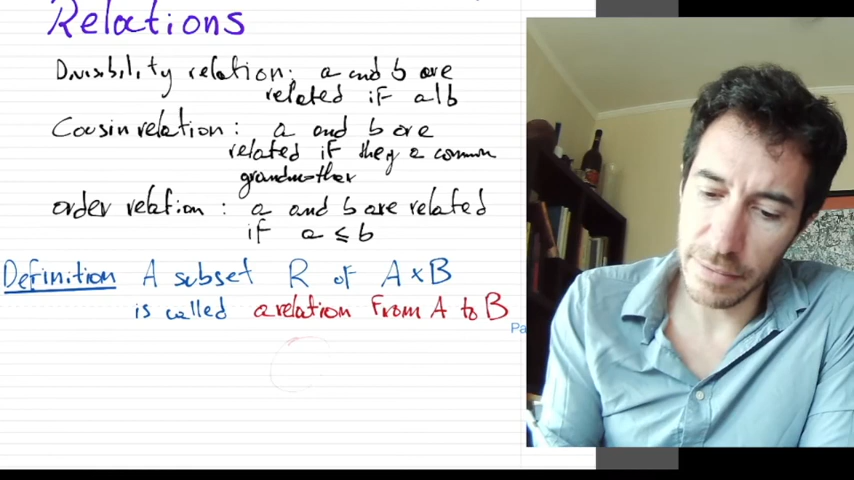 Relations
Divisibility relation: a and b are
related if a|b
Cousin relation: a and b are
related if they a common
grandmother
order relation: a and b are related
if a ≤ b
Definition A subset R of A × B
is called a relation From A to B
Pa